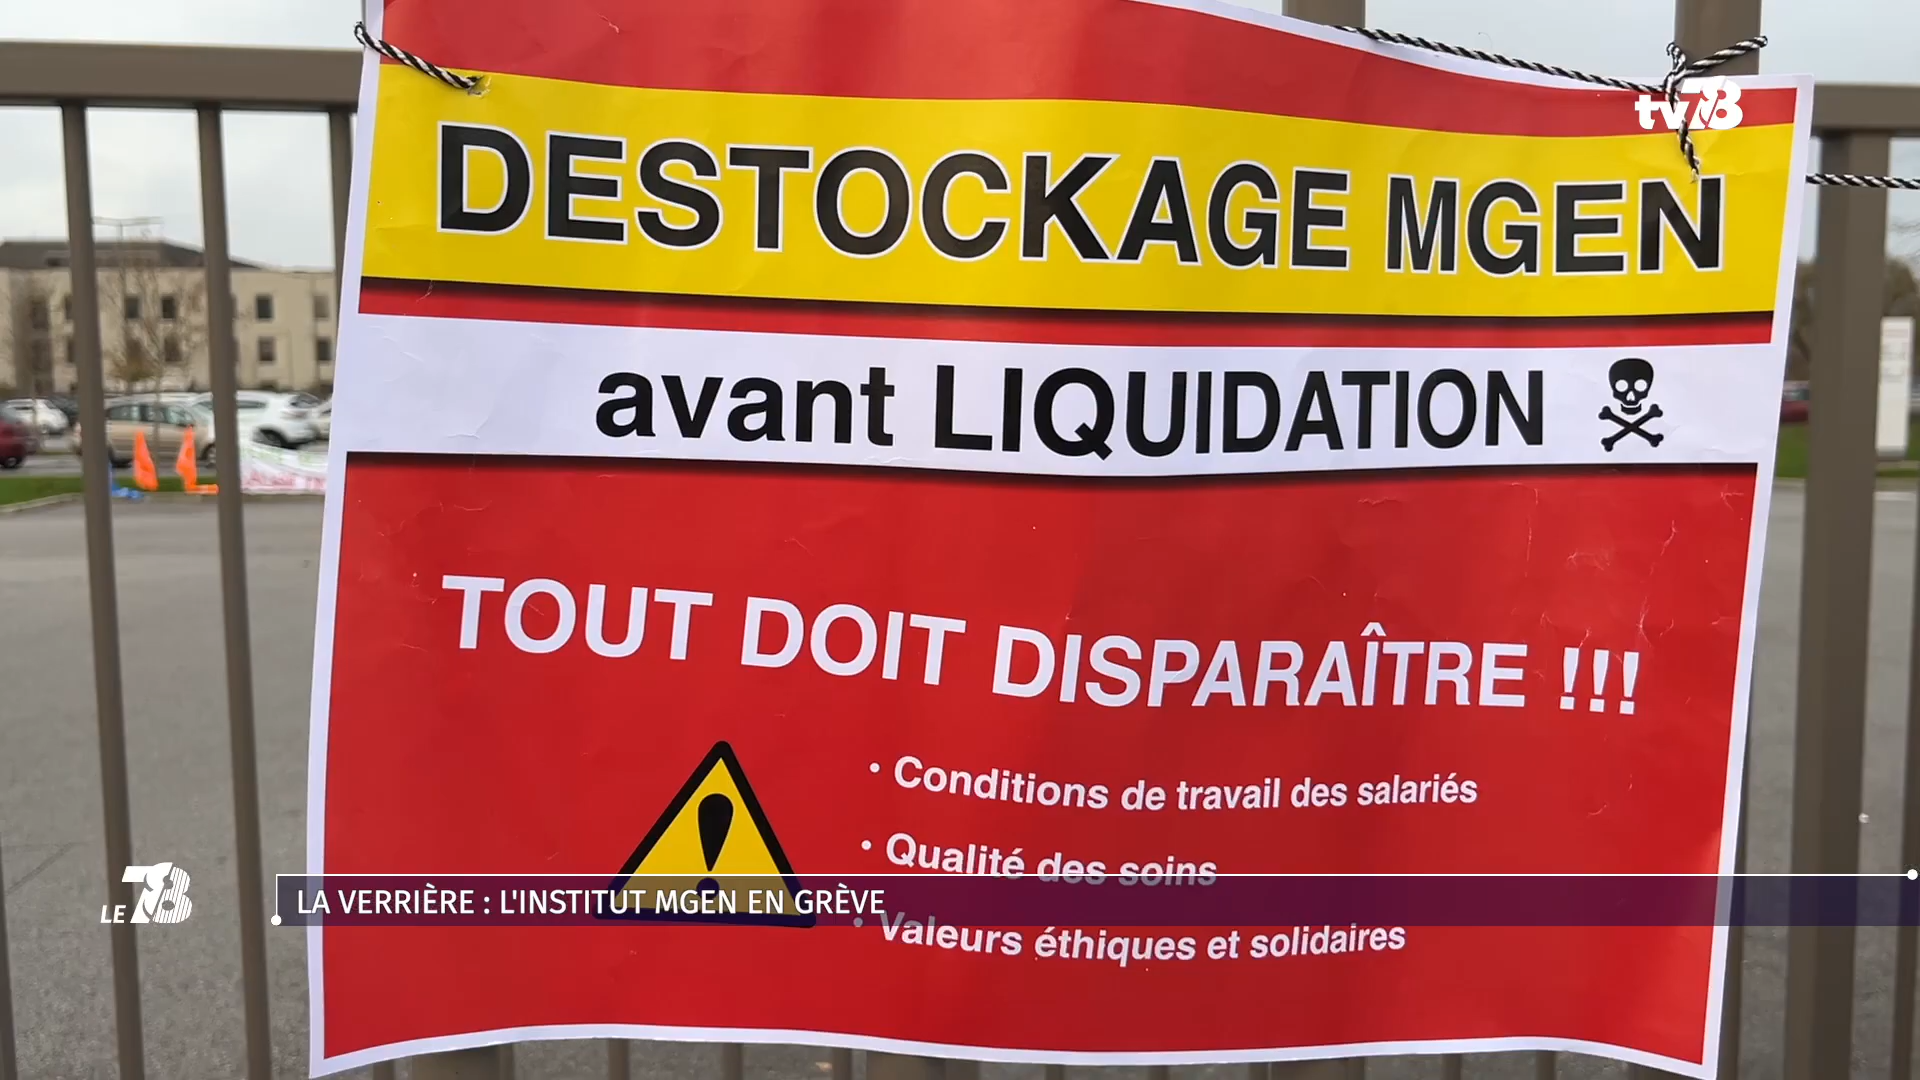 tv78
DESTOCKAGE MGEN
avant LIQUIDATION
TOUT DOIT DISPARAÎTRE !!!
• Conditions de travail des salariés
• Qualité des soins
• Valeurs éthiques et solidaires
LE 78
LA VERRIÈRE : L'INSTITUT MGEN EN GRÈVE